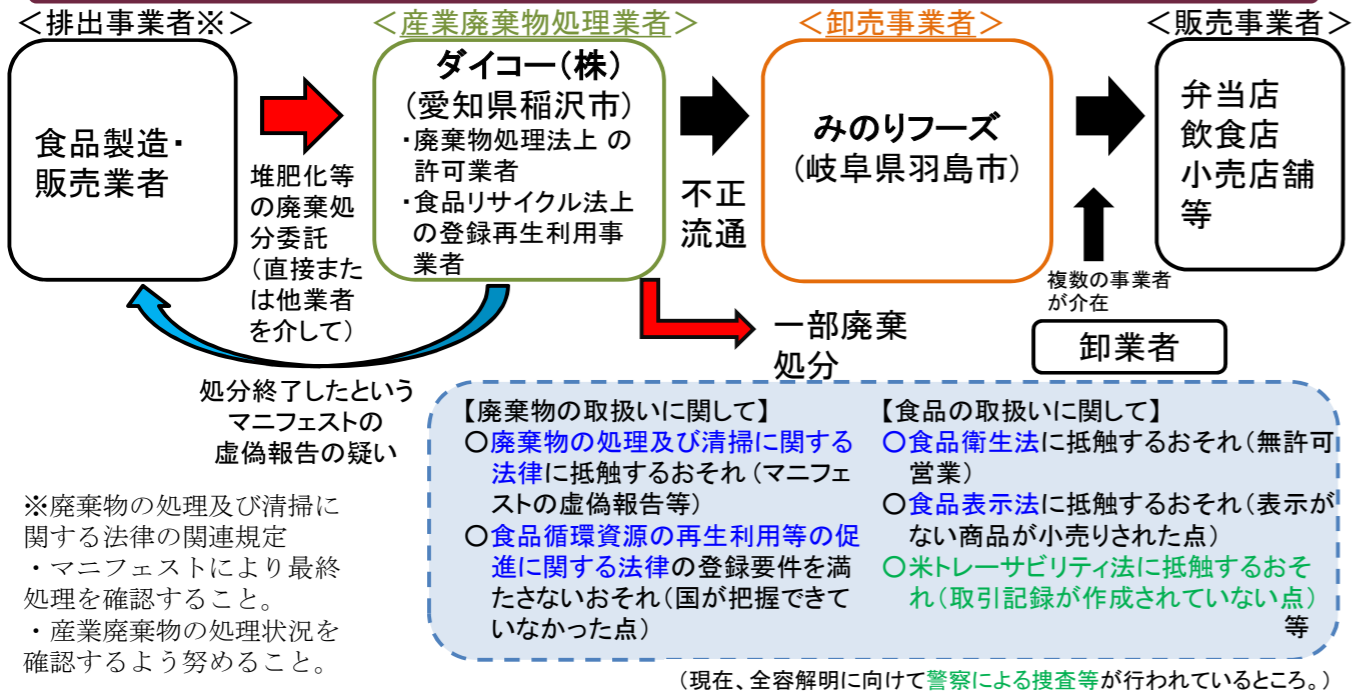 ＜排出事業者※＞
食品製造・
販売業者
堆肥化等
の廃棄処
分委託
（直接また
は他業者
を介して）
＜産業廃棄物処理業者＞
ダイコー（株）
（愛知県稲沢市）
・廃棄物処理法上 の
許可業者
・食品リサイクル法上
の登録再生利用事
業者
不正
流通
＜卸売事業者＞
みのりフーズ
（岐阜県羽島市）
＜販売事業者＞
弁当店
飲食店
小売店舗
等
複数の事業者
が介在
卸業者
一部廃棄
処分
処分終了したという
マニフェストの
虚偽報告の疑い
※廃棄物の処理及び清掃に
関する法律の関連規定
・マニフェストにより最終
処理を確認すること。
・産業廃棄物の処理状況を
確認するよう努めること。
【廃棄物の取扱いに関して】
○廃棄物の処理及び清掃に関する
法律に抵触するおそれ（マニフェ
ストの虚偽報告等）
○食品循環資源の再生利用等の促
進に関する法律の登録要件を満
たさないおそれ（国が把握できて
いなかった点）
【食品の取扱いに関して】
○食品衛生法に抵触するおそれ（無許可
営業）
○食品表示法に抵触するおそれ（表示が
ない商品が小売りされた点）
○米トレーサビリティ法に抵触するおそ
れ（取引記録が作成されていない点）
等
（現在、全容解明に向けて警察による捜査等が行われているところ。）